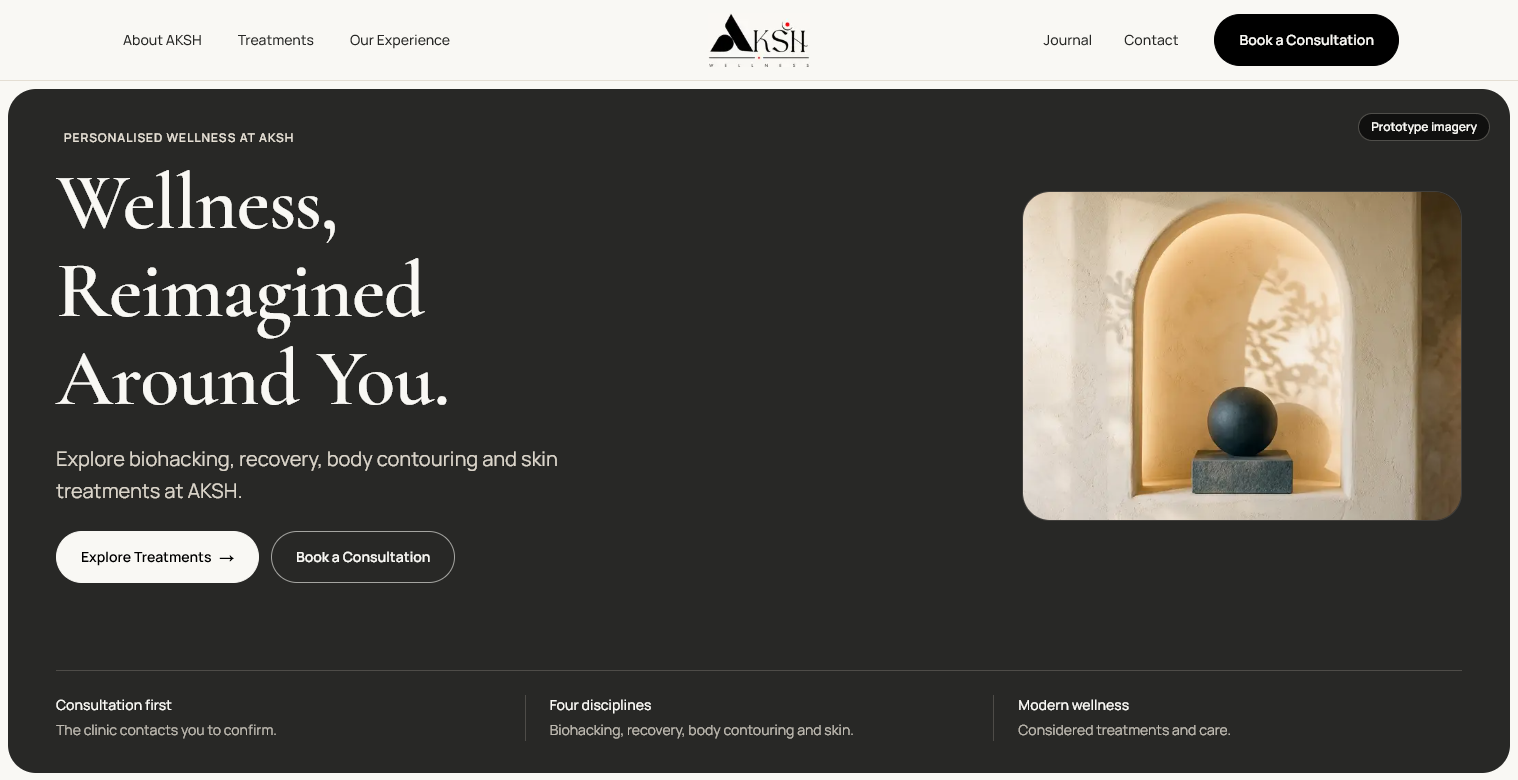 About AKSH
Treatments
Our Experience
AKSH
WELLNESS
Journal
Contact
Book a Consultation
PERSONALISED WELLNESS AT AKSH
Prototype imagery
Wellness,
Reimagined
Around You.
Explore biohacking, recovery, body contouring and skin
treatments at AKSH.
Explore Treatments →
Book a Consultation
Consultation first
The clinic contacts you to confirm.
Four disciplines
Biohacking, recovery, body contouring and skin.
Modern wellness
Considered treatments and care.